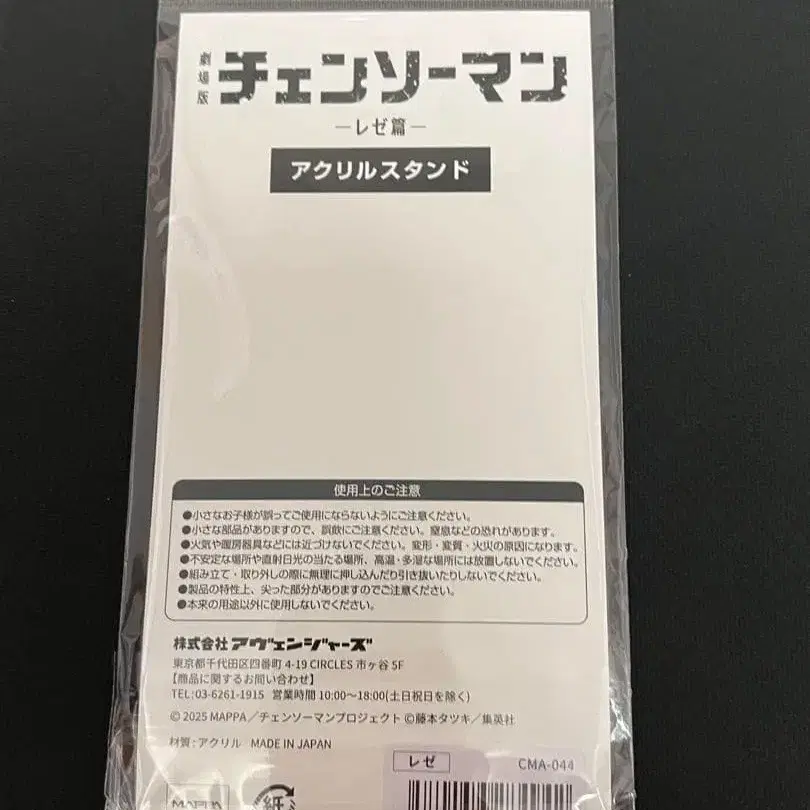 劇場版 チェンソーマン
―レゼ篇―
アクリルスタンド
使用上のご注意
●小さなお子様が誤ってご使用にならないようにご注意ください。
●小さな部品がありますので、誤飲にご注意ください。窒息などの恐れがあります。
●火気や暖房器具などには近づけないでください。変形・変質・火災の原因になります。
●不安定な場所や直射日光の当たる場所、高温・多湿な場所には放置しないでください。
●組み立て・取り外しの際に無理に押し込んだり引き抜いたりしないでください。
●製品の特性上、尖った部分がありますのでご注意ください。
●本来の用途以外に使用しないでください。
株式会社アヴェンジャーズ
東京都千代田区四番町 4-19 CIRCLES 市ヶ谷 5F
【商品に関するお問い合わせ】
TEL:03-6261-1915 営業時間 10:00〜18:00(土日祝日を除く)
© 2025 MAPPA／チェンソーマンプロジェクト ©藤本タツキ／集英社
材質:アクリル MADE IN JAPAN
レゼ CMA-044
MAPPA 紙